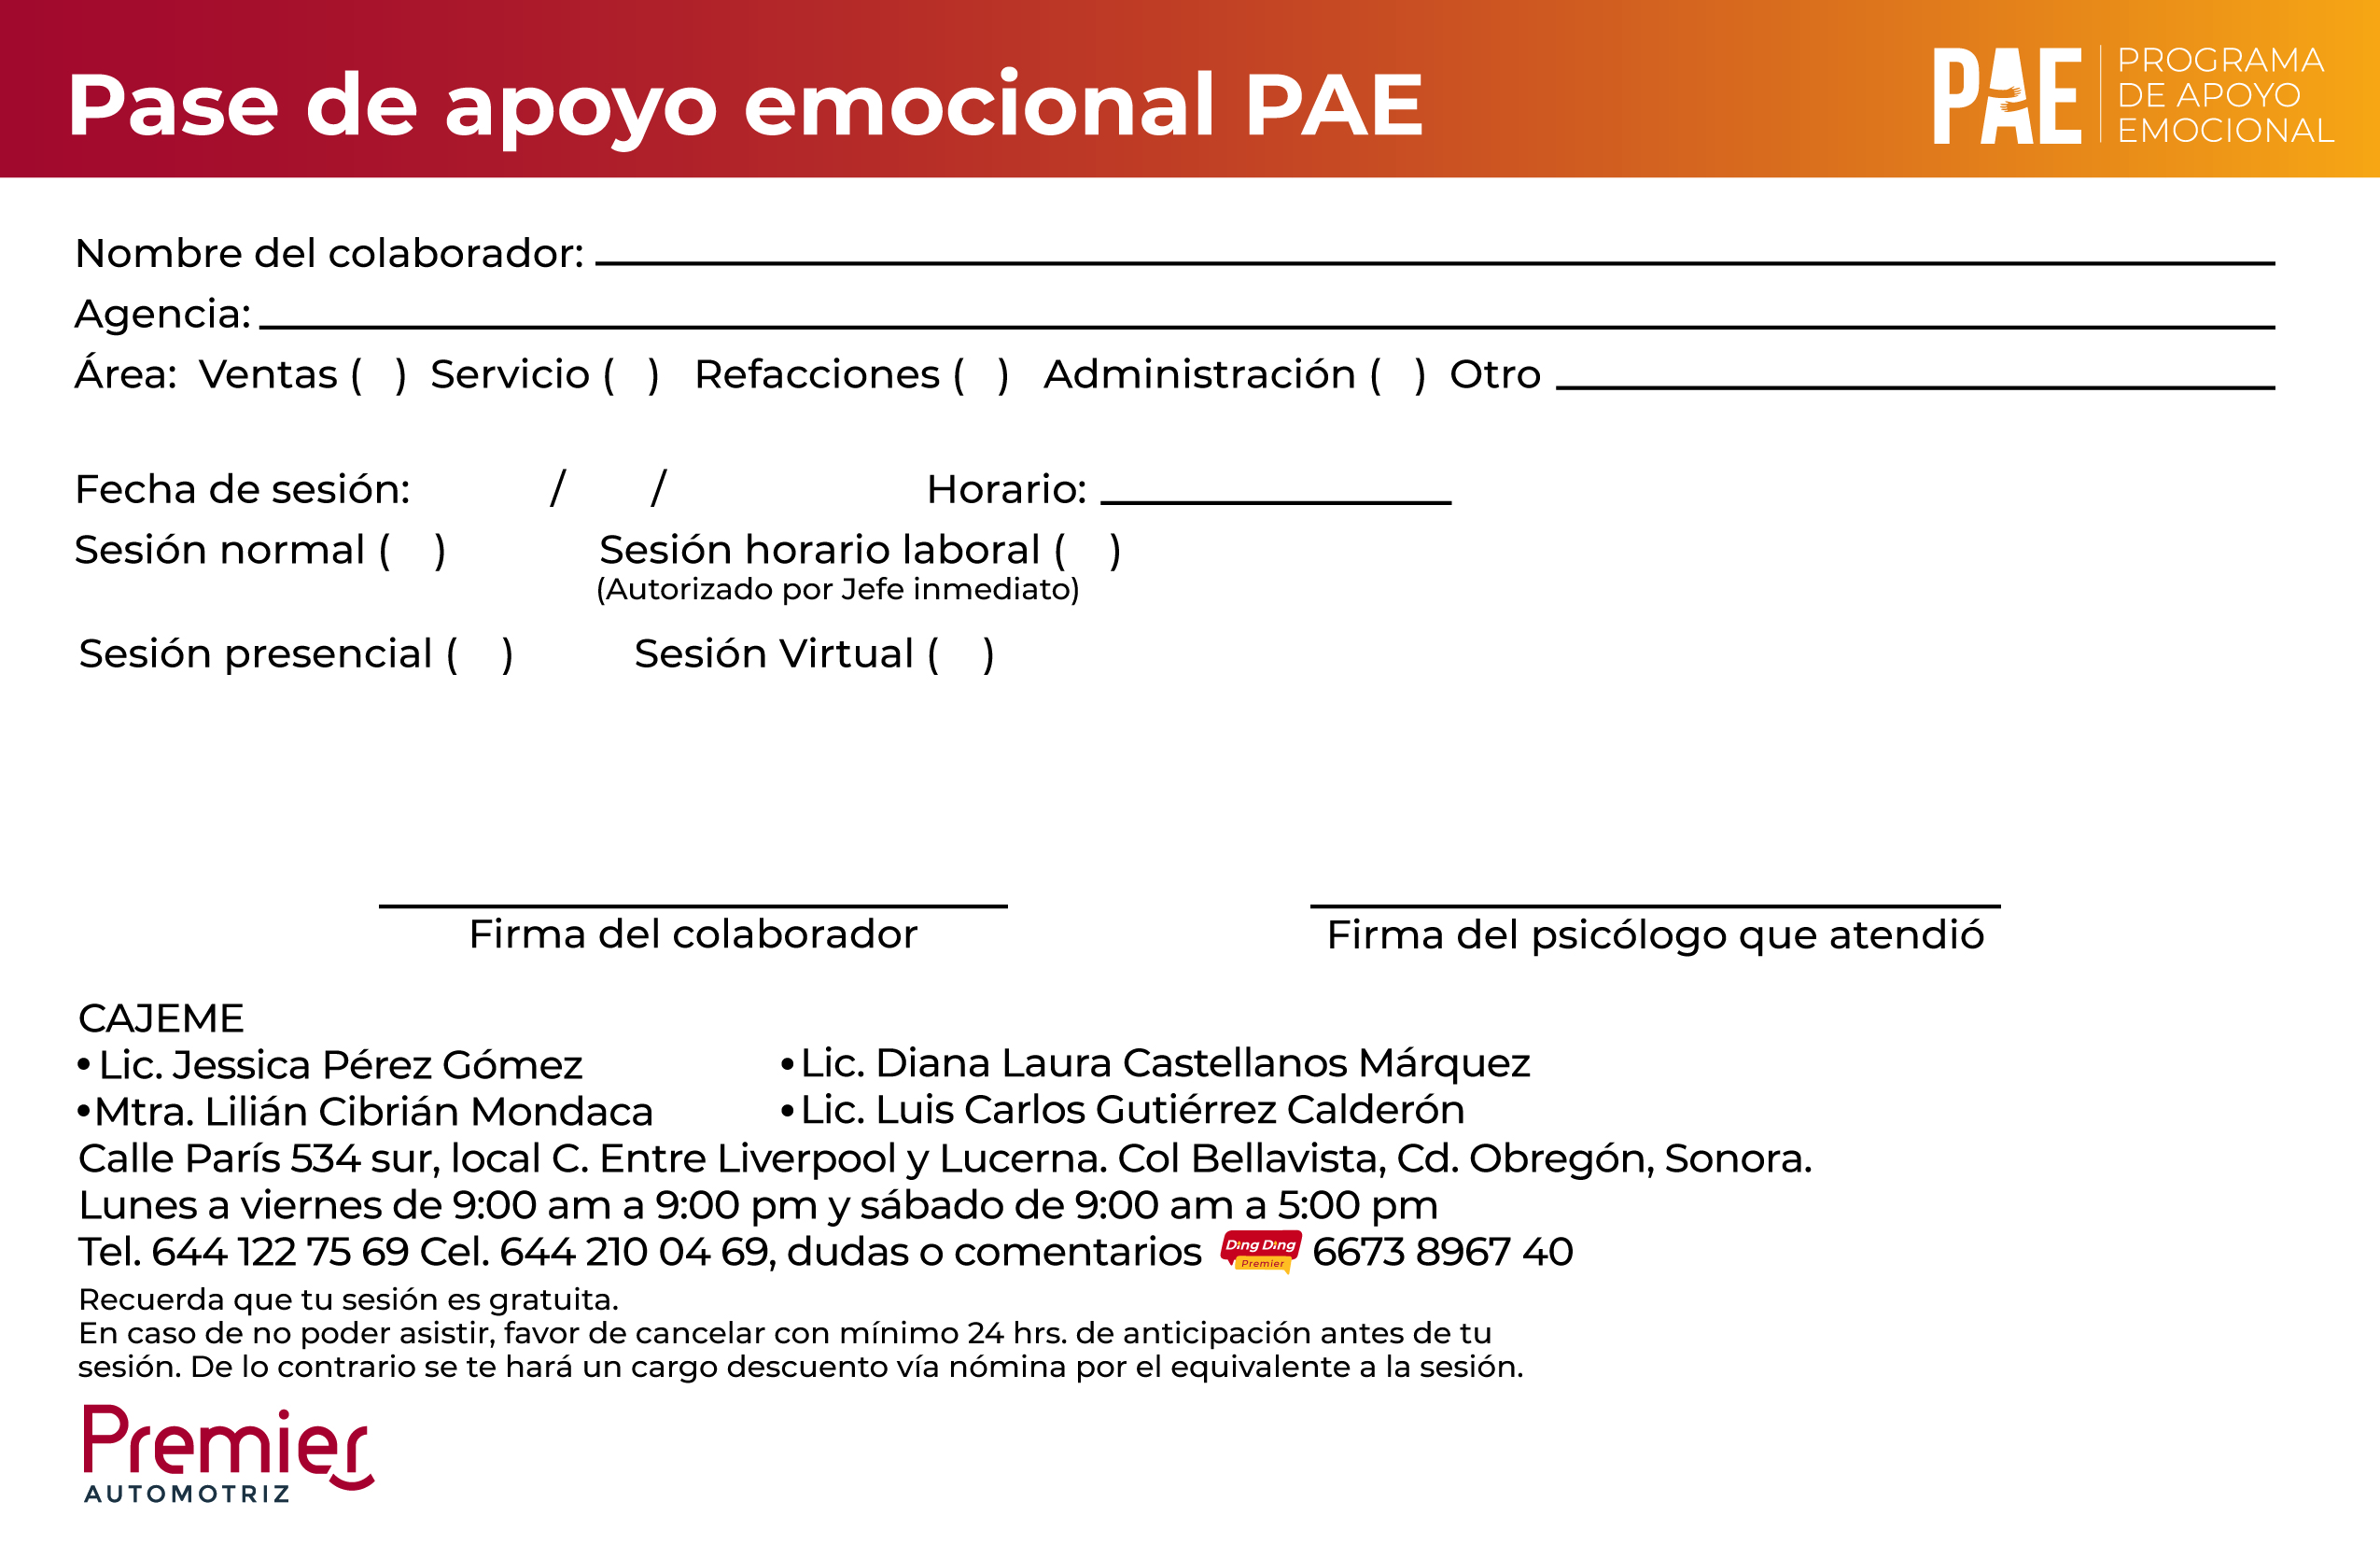 Pase de apoyo emocional PAE
PAE
PROGRAMA
DE APOYO
EMOCIONAL
Nombre del colaborador:
Agencia:
Área: Ventas ( ) Servicio ( ) Refacciones ( ) Administración ( ) Otro
Fecha de sesión: / / Horario:
Sesión normal ( ) Sesión horario laboral ( )
(Autorizado por Jefe inmediato)
Sesión presencial ( ) Sesión Virtual ( )
Firma del colaborador Firma del psicólogo que atendió
CAJEME
• Lic. Jessica Pérez Gómez •Lic. Diana Laura Castellanos Márquez
•Mtra. Lilián Cibrián Mondaca •Lic. Luis Carlos Gutiérrez Calderón
Calle París 534 sur, local C. Entre Liverpool y Lucerna. Col Bellavista, Cd. Obregón, Sonora.
Lunes a viernes de 9:00 am a 9:00 pm y sábado de 9:00 am a 5:00 pm
Tel. 644 122 75 69 Cel. 644 210 04 69, dudas o comentarios Ding Ding Premier 6673 8967 40
Recuerda que tu sesión es gratuita.
En caso de no poder asistir, favor de cancelar con mínimo 24 hrs. de anticipación antes de tu
sesión. De lo contrario se te hará un cargo descuento vía nómina por el equivalente a la sesión.
Premier
AUTOMOTRIZ